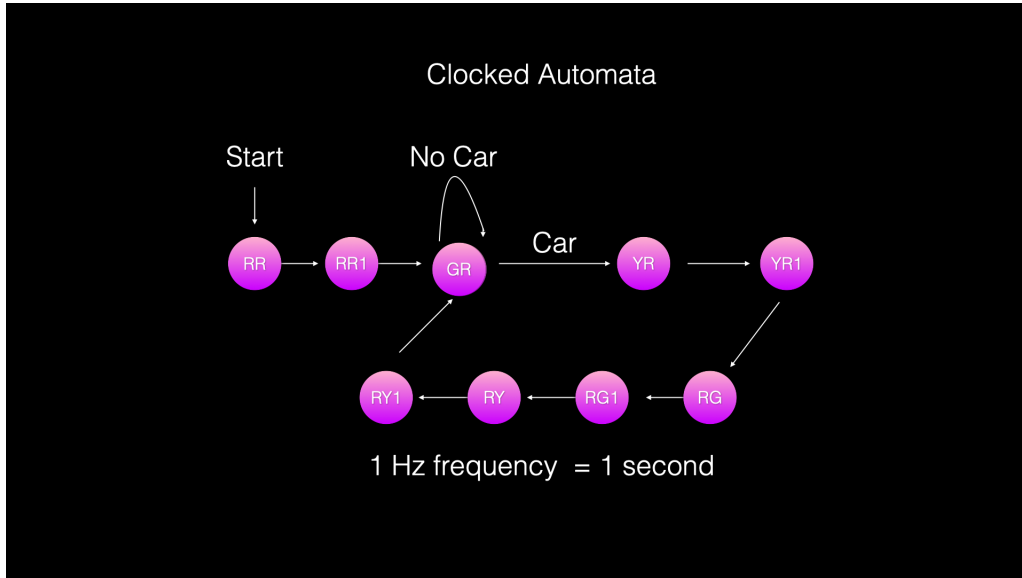 Clocked Automata
Start
No Car
Car
RR
RR1
GR
YR
YR1
RY1
RY
RG1
RG
1 Hz frequency = 1 second